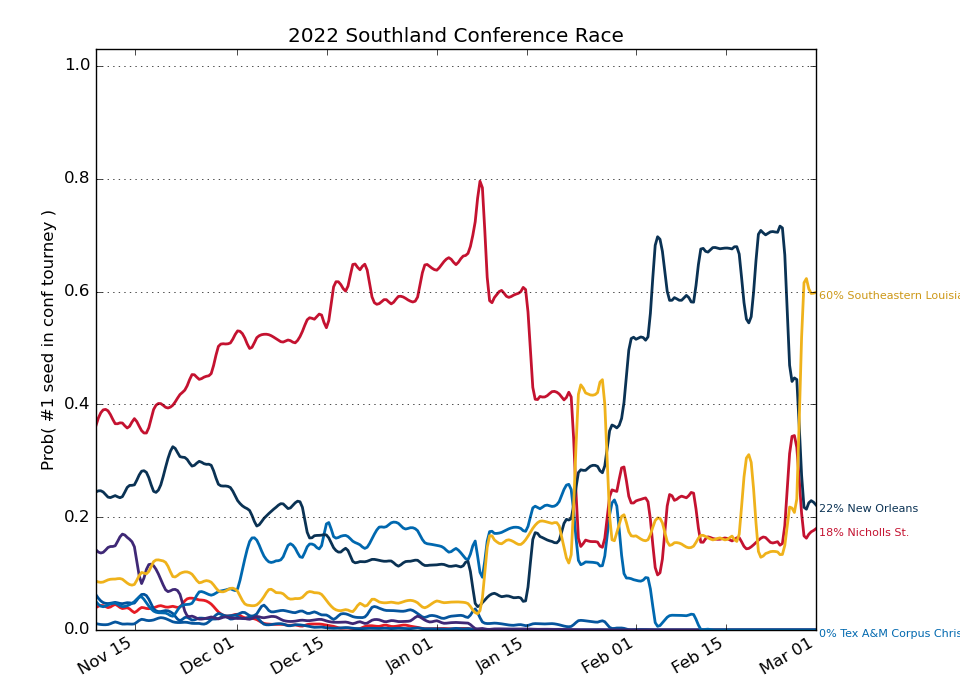 2022 Southland Conference Race
Prob( #1 seed in conf tourney )
1.0
0.8
0.6
0.4
0.2
0.0
60% Southeastern Louisia
22% New Orleans
18% Nicholls St.
0% Tex A&M Corpus Chris
Nov 15
Dec 01
Dec 15
Jan 01
Jan 15
Feb 01
Feb 15
Mar 01